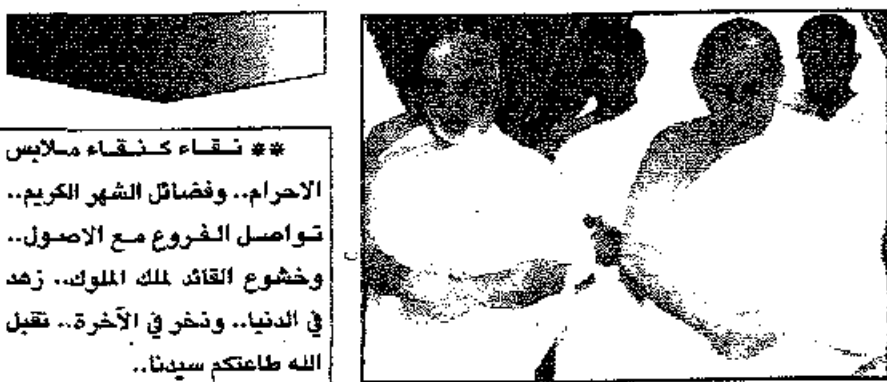 ** نقاء كنقاء ملابس
الاحرام.. وفضائل الشهر الكريم..
تواصل الفروع مع الاصول..
وخشوع القائد لملك الملوك.. زهد
في الدنيا.. وذخر في الآخرة.. تقبل
الله طاعتكم سيدنا..